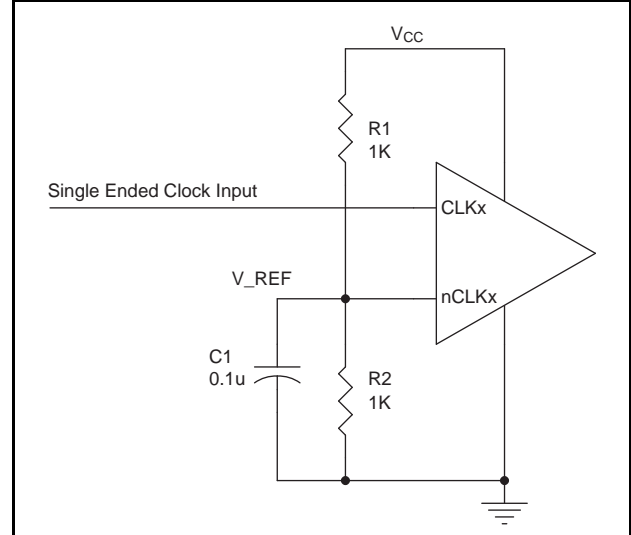 VCC
R1
1K
Single Ended Clock Input
CLKx
V_REF
nCLKx
C1
0.1u
R2
1K